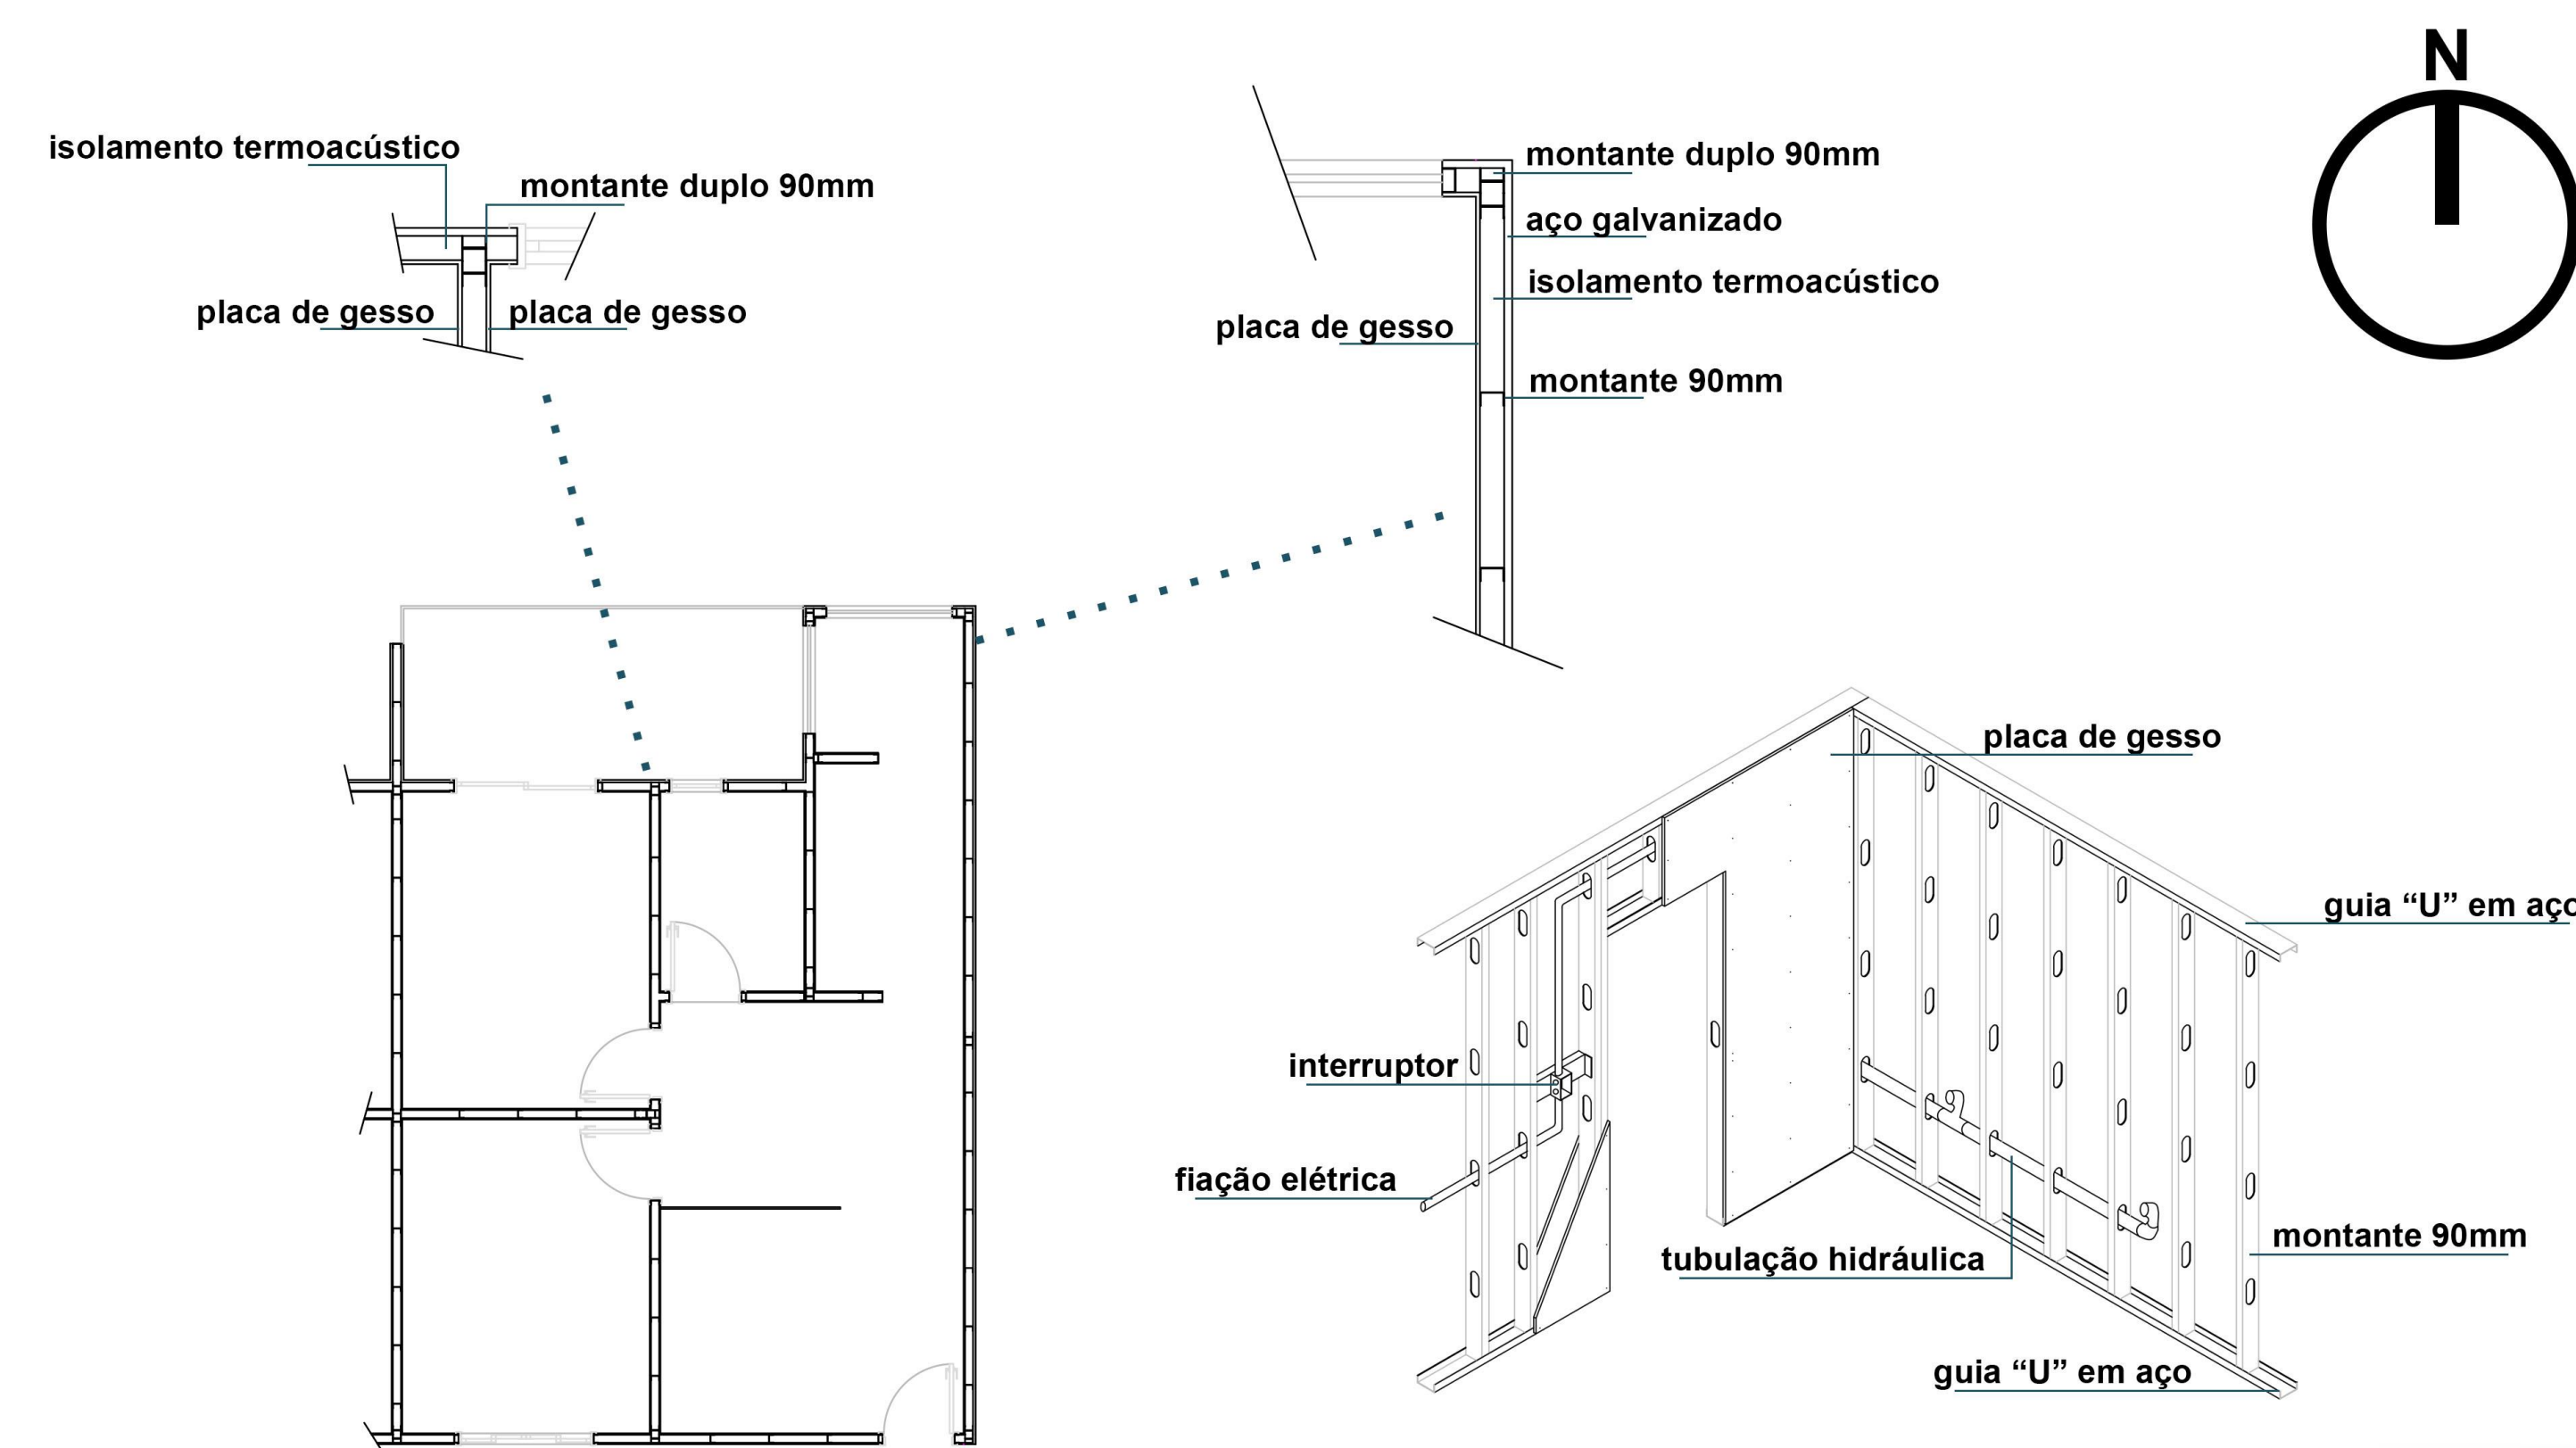 N
isolamento termoacústico
montante duplo 90mm
placa de gesso
placa de gesso
montante duplo 90mm
aço galvanizado
isolamento termoacústico
placa de gesso
montante 90mm
placa de gesso
guia “U” em aço
interruptor
fiação elétrica
tubulação hidráulica
montante 90mm
guia “U” em aço